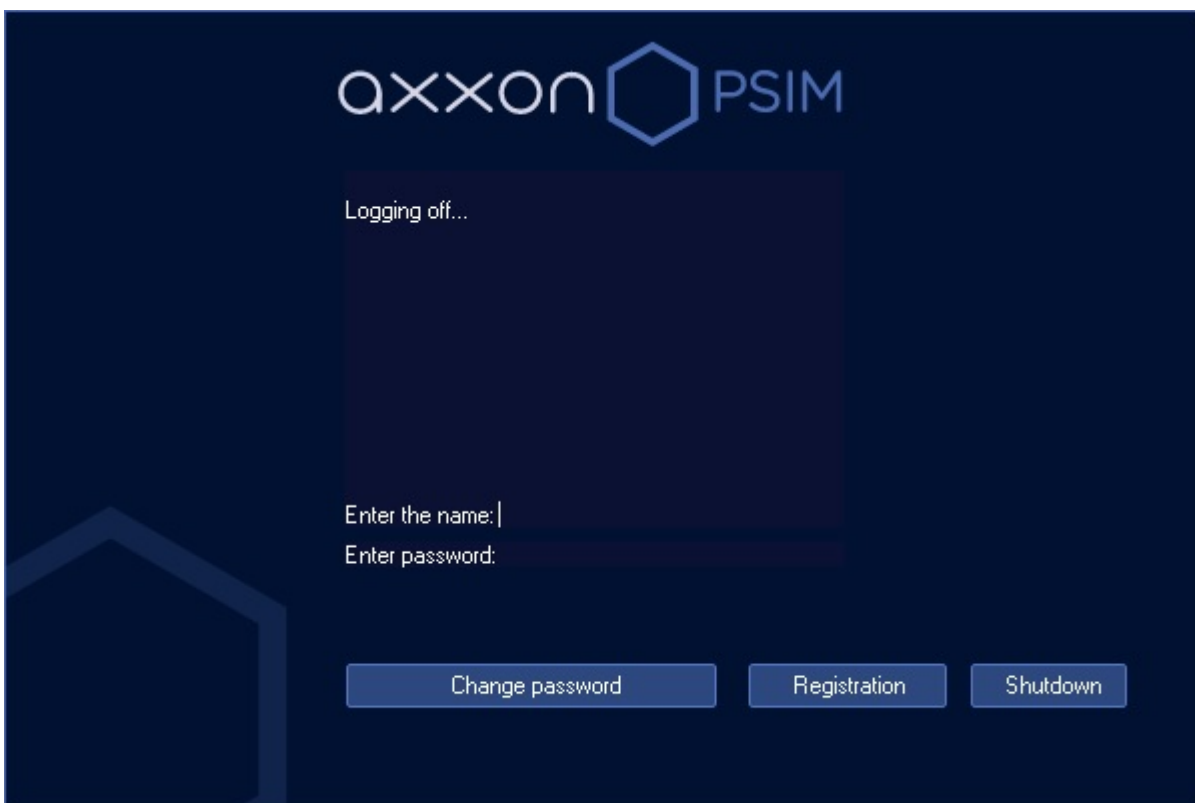 axxon PSIM
Logging off...
Enter the name:
Enter password:
Change password Registration Shutdown